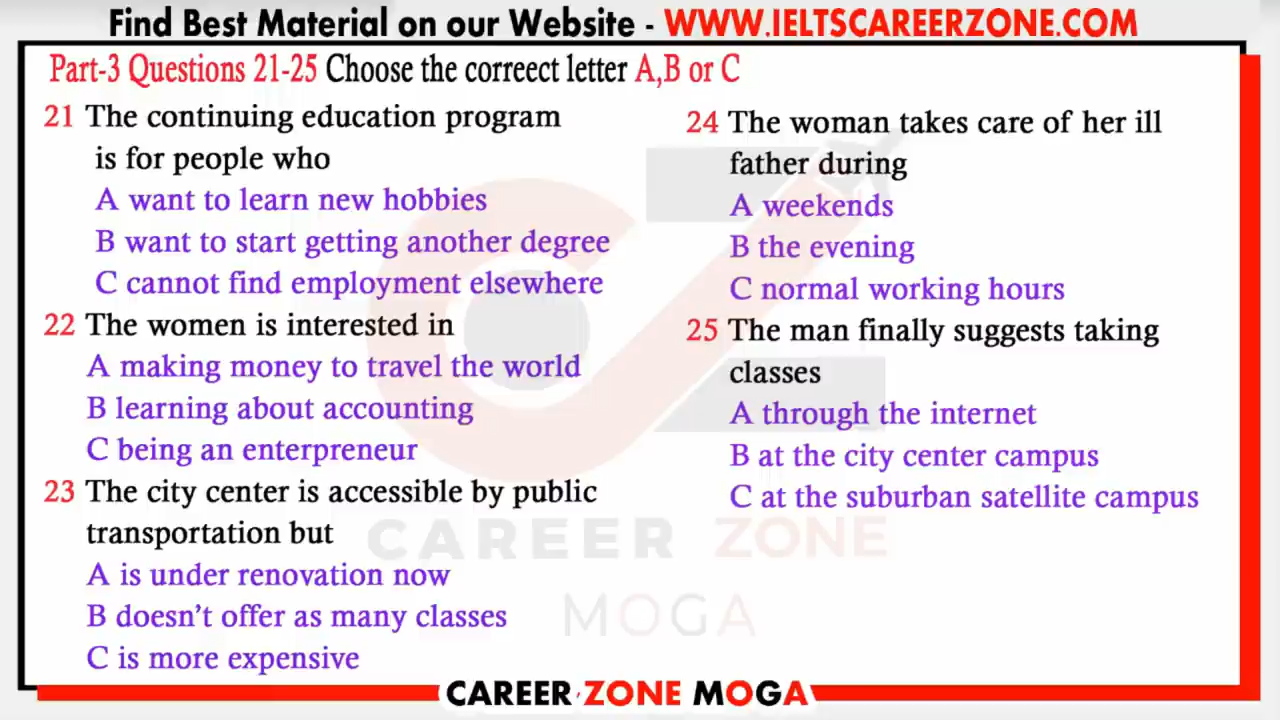 Find Best Material on our Website - WWW.IELTSCAREERZONE.COM
Part-3 Questions 21-25 Choose the correect letter A,B or C
21 The continuing education program
is for people who
A want to learn new hobbies
B want to start getting another degree
C cannot find employment elsewhere
22 The women is interested in
A making money to travel the world
B learning about accounting
C being an enterpreneur
23 The city center is accessible by public
transportation but
A is under renovation now
B doesn't offer as many classes
C is more expensive
24 The woman takes care of her ill
father during
A weekends
B the evening
C normal working hours
25 The man finally suggests taking
classes
A through the internet
B at the city center campus
C at the suburban satellite campus
CAREER ZONE
MOGA
CAREER ZONE MOGA